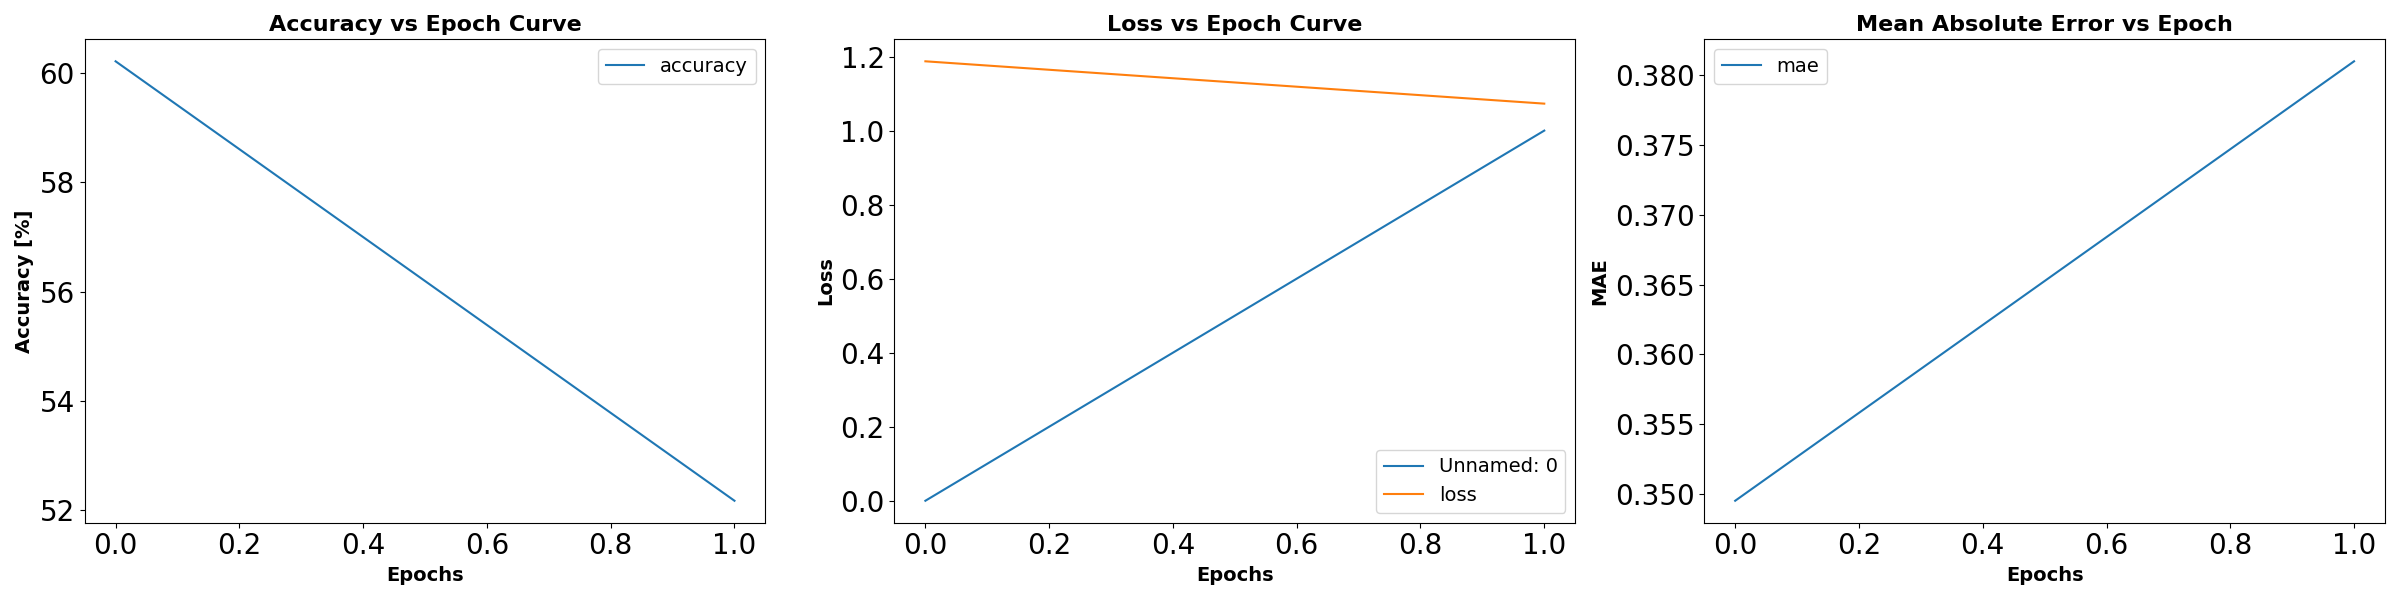 Accuracy vs Epoch Curve
accuracy
60
58
56
54
52
Accuracy [%]
0.0 0.2 0.4 0.6 0.8 1.0
Epochs
Loss vs Epoch Curve
1.2
1.0
0.8
0.6
0.4
0.2
0.0
Loss
Unnamed: 0
loss
0.0 0.2 0.4 0.6 0.8 1.0
Epochs
Mean Absolute Error vs Epoch
mae
0.380
0.375
0.370
0.365
0.360
0.355
0.350
MAE
0.0 0.2 0.4 0.6 0.8 1.0
Epochs